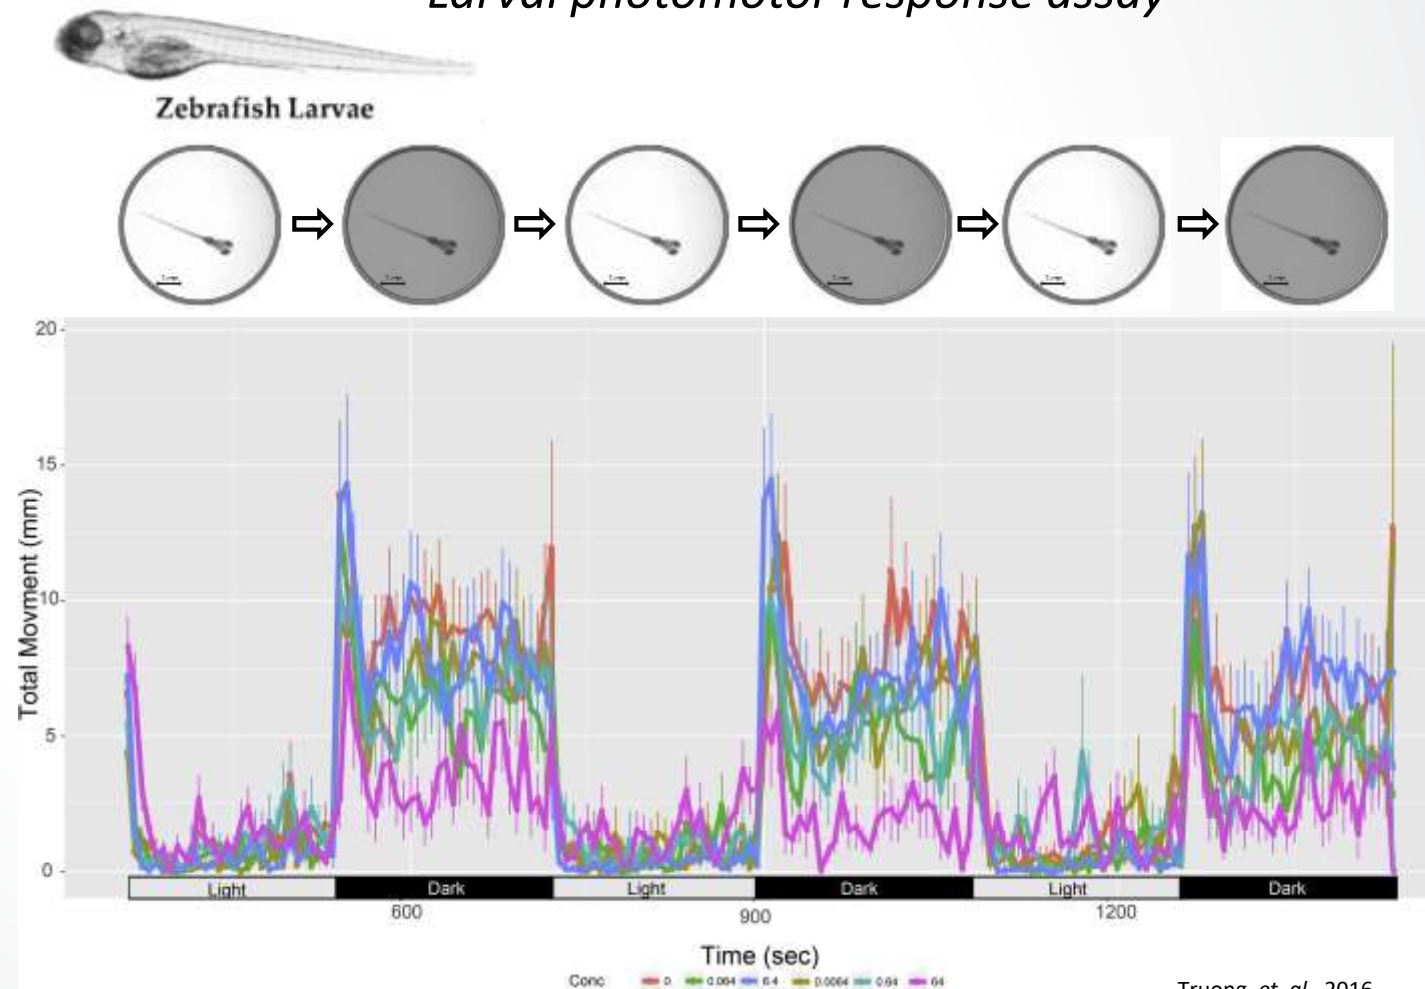 Larval photomotor response assay
Zebrafish Larvae
20
15
10
5
0
Total Movment (mm)
Light Dark Light Dark Light Dark
600 900 1200
Time (sec)
Conc 0 0.064 6.4 0.0064 0.64 64
Truong et al 2016